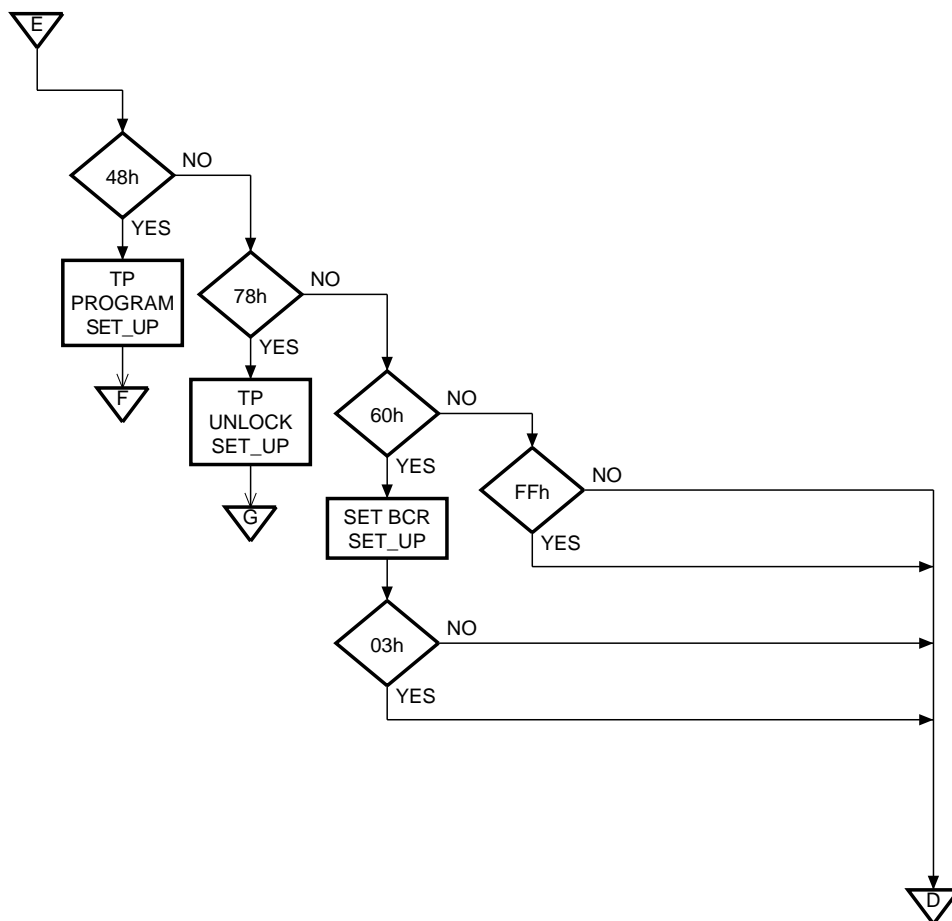 E
48h
NO
YES
TP
PROGRAM
SET_UP
F
78h
NO
YES
TP
UNLOCK
SET_UP
G
60h
NO
YES
SET BCR
SET_UP
FFh
NO
YES
03h
NO
YES
D